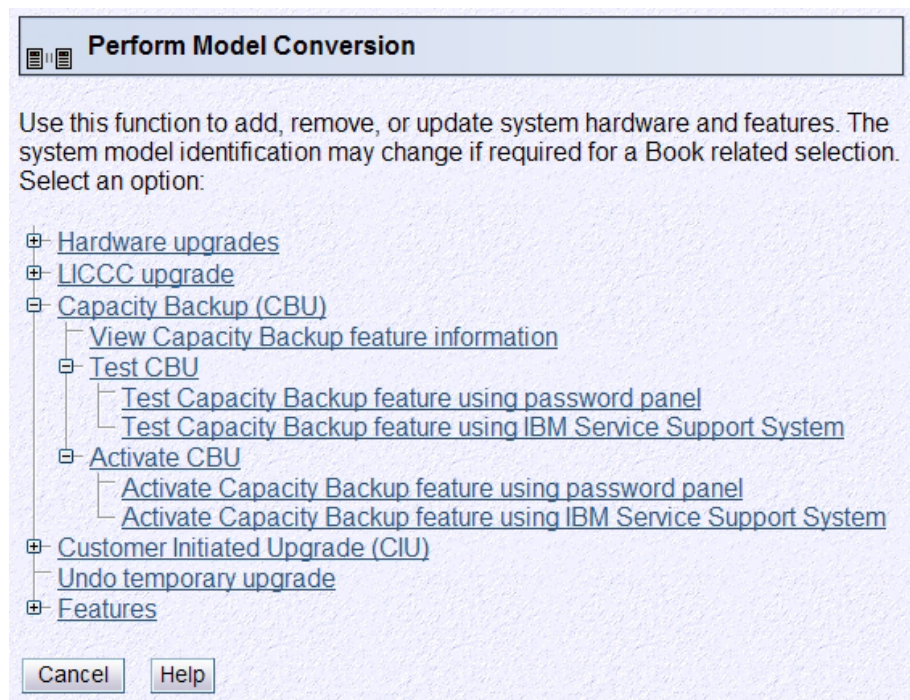 Perform Model Conversion
Use this function to add, remove, or update system hardware and features. The
system model identification may change if required for a Book related selection.
Select an option:
Hardware upgrades
LICCC upgrade
Capacity Backup (CBU)
View Capacity Backup feature information
Test CBU
Test Capacity Backup feature using password panel
Test Capacity Backup feature using IBM Service Support System
Activate CBU
Activate Capacity Backup feature using password panel
Activate Capacity Backup feature using IBM Service Support System
Customer Initiated Upgrade (CIU)
Undo temporary upgrade
Features
Cancel Help